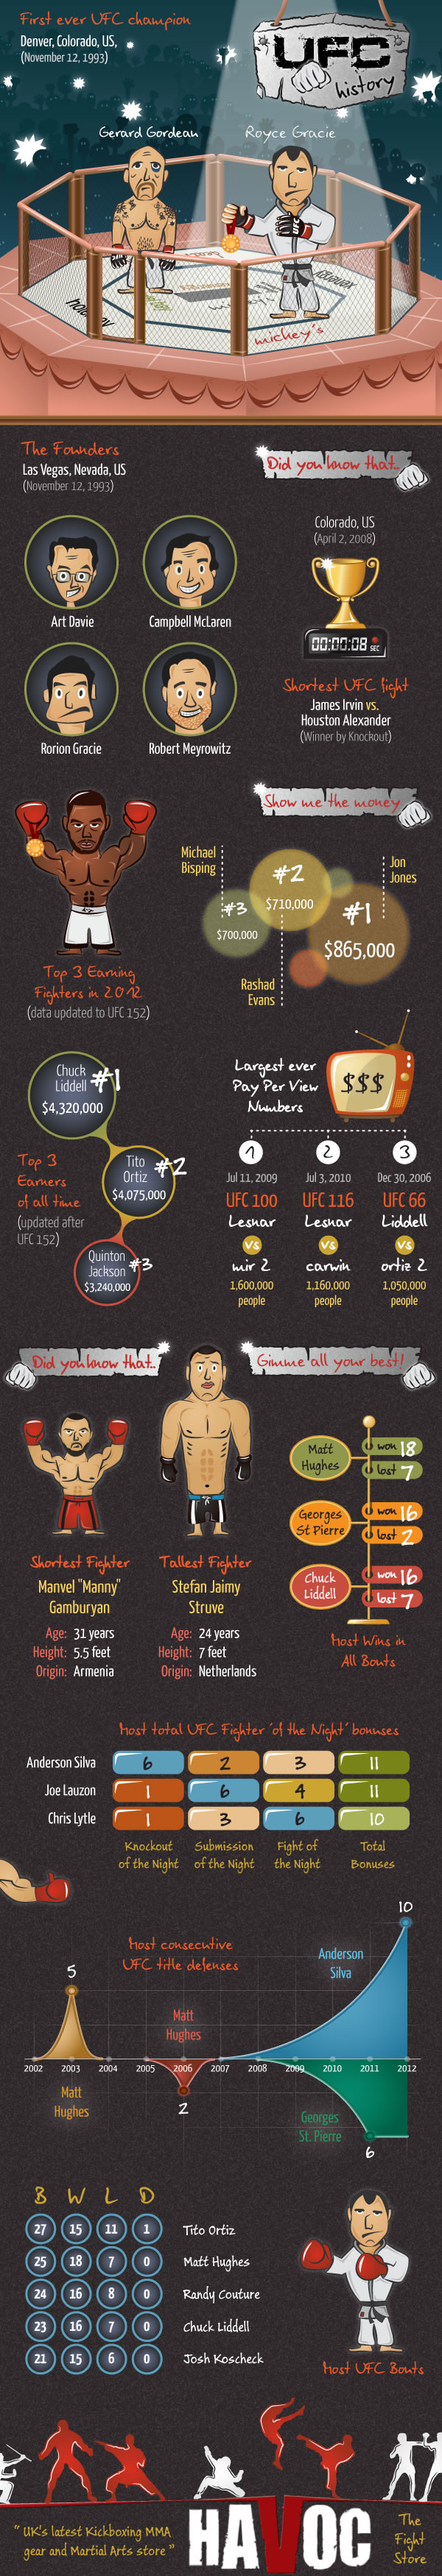 First ever UFC champion
Denver, Colorado, US,
(November 12, 1993)
UFC
history
Gerard Gordeau
Royce Gracie
mickey's
The Founders
Las Vegas, Nevada, US
(November 12, 1993)
Did you know that..
Art Davie
Campbell McLaren
Rorion Gracie
Robert Meyrowitz
Colorado, US
(April 2, 2008)
00:00:08 SEC
Shortest UFC fight
James Irvin vs.
Houston Alexander
(Winner by Knockout)
Show me the money
Michael
Bisping
#3
$700,000
#2
$710,000
Rashad
Evans
Jon
Jones
#1
$865,000
Top 3 Earning
Fighters in 2012
(data updated to UFC 152)
Chuck
Liddell
#1
$4,320,000
Tito
Ortiz
#2
$4,075,000
Quinton
Jackson
#3
$3,240,000
Top 3
Earners
of all time
(updated after
UFC 152)
Largest ever
Pay Per View
Numbers
$$$
1
2
3
Jul 11, 2009
Jul 3, 2010
Dec 30, 2006
UFC 100
UFC 116
UFC 66
Lesnar
Lesnar
Liddell
vs
vs
vs
mir 2
carwin
ortiz 2
1,600,000
people
1,160,000
people
1,050,000
people
Did you know that..
Gimme all your best!
Shortest Fighter
Manvel "Manny"
Gamburyan
Age: 31 years
Height: 5.5 feet
Origin: Armenia
Tallest Fighter
Stefan Jaimy
Struve
Age: 24 years
Height: 7 feet
Origin: Netherlands
Matt
Hughes
won 18
lost 7
Georges
St Pierre
won 16
lost 2
Chuck
Liddell
won 16
lost 7
Most Wins in
All Bouts
Most total UFC Fighter 'of the Night' bonuses
Anderson Silva 6 2 3 11
Joe Lauzon 1 6 4 11
Chris Lytle 1 3 6 10
Knockout
of the Night
Submission
of the Night
Fight of
the Night
Total
Bonuses
Most consecutive
UFC title defenses
10
Anderson
Silva
5
Matt
Hughes
2002 2003 2004 2005 2006 2007 2008 2009 2010 2011 2012
Matt
Hughes
2
Georges
St. Pierre
6
B W L D
27 15 11 1 Tito Ortiz
25 18 7 0 Matt Hughes
24 16 8 0 Randy Couture
23 16 7 0 Chuck Liddell
21 15 6 0 Josh Koscheck
Most UFC Bouts
" UK's latest Kickboxing MMA
gear and Martial Arts store "
HAVOC
The
Fight
Store